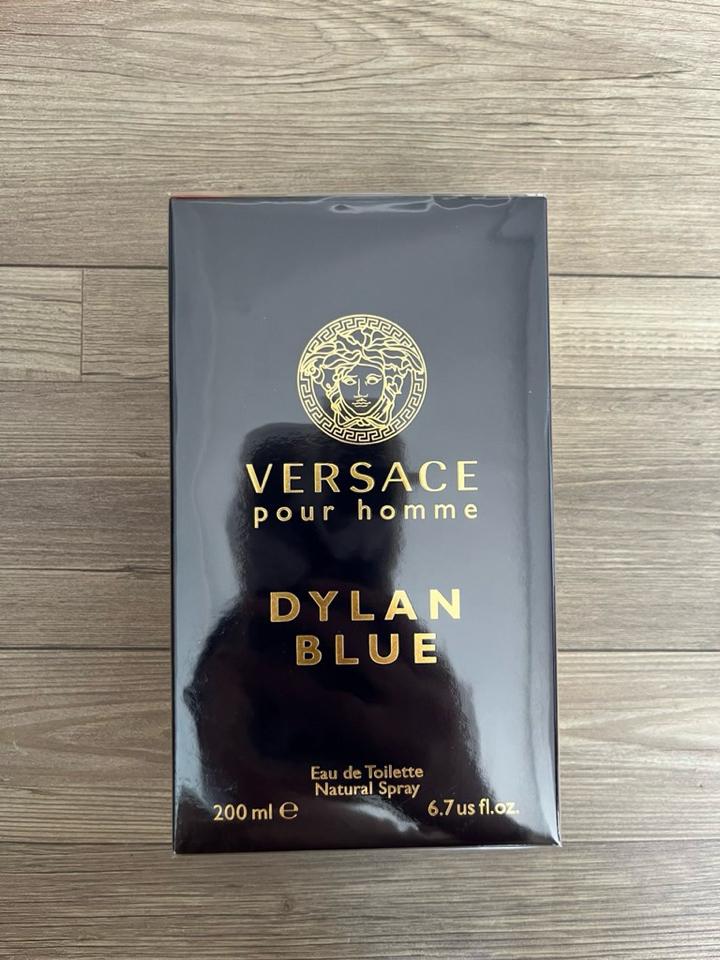 VERSACE
pour homme
DYLAN
BLUE
Eau de Toilette
Natural Spray
200 ml ℮ 6.7 us fl.oz.